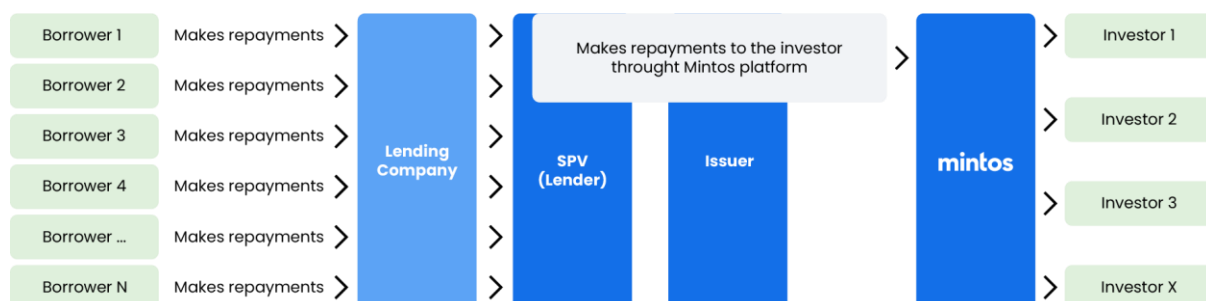 Borrower 1 Makes repayments
Borrower 2 Makes repayments
Borrower 3 Makes repayments
Borrower 4 Makes repayments
Borrower ... Makes repayments
Borrower N Makes repayments
Lending
Company
SPV
(Lender)
Makes repayments to the investor
throught Mintos platform
Issuer
mintos
Investor 1
Investor 2
Investor 3
Investor X